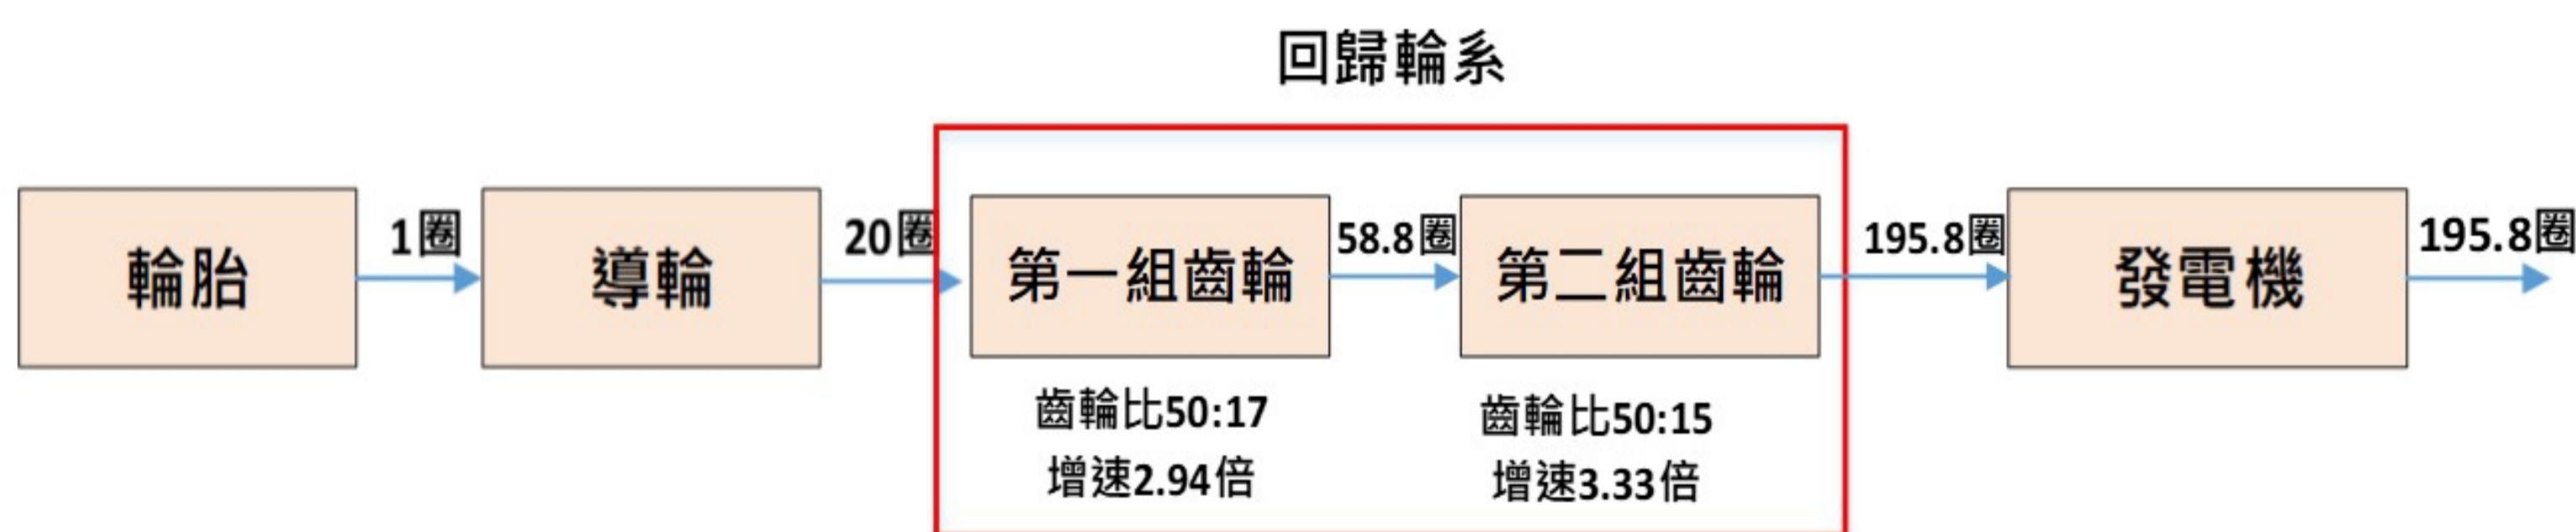 回歸輪系
輪胎
1圈
導輪
20圈
第一組齒輪
58.8圈
第二組齒輪
195.8圈
發電機
195.8圈
齒輪比50:17
增速2.94倍
齒輪比50:15
增速3.33倍